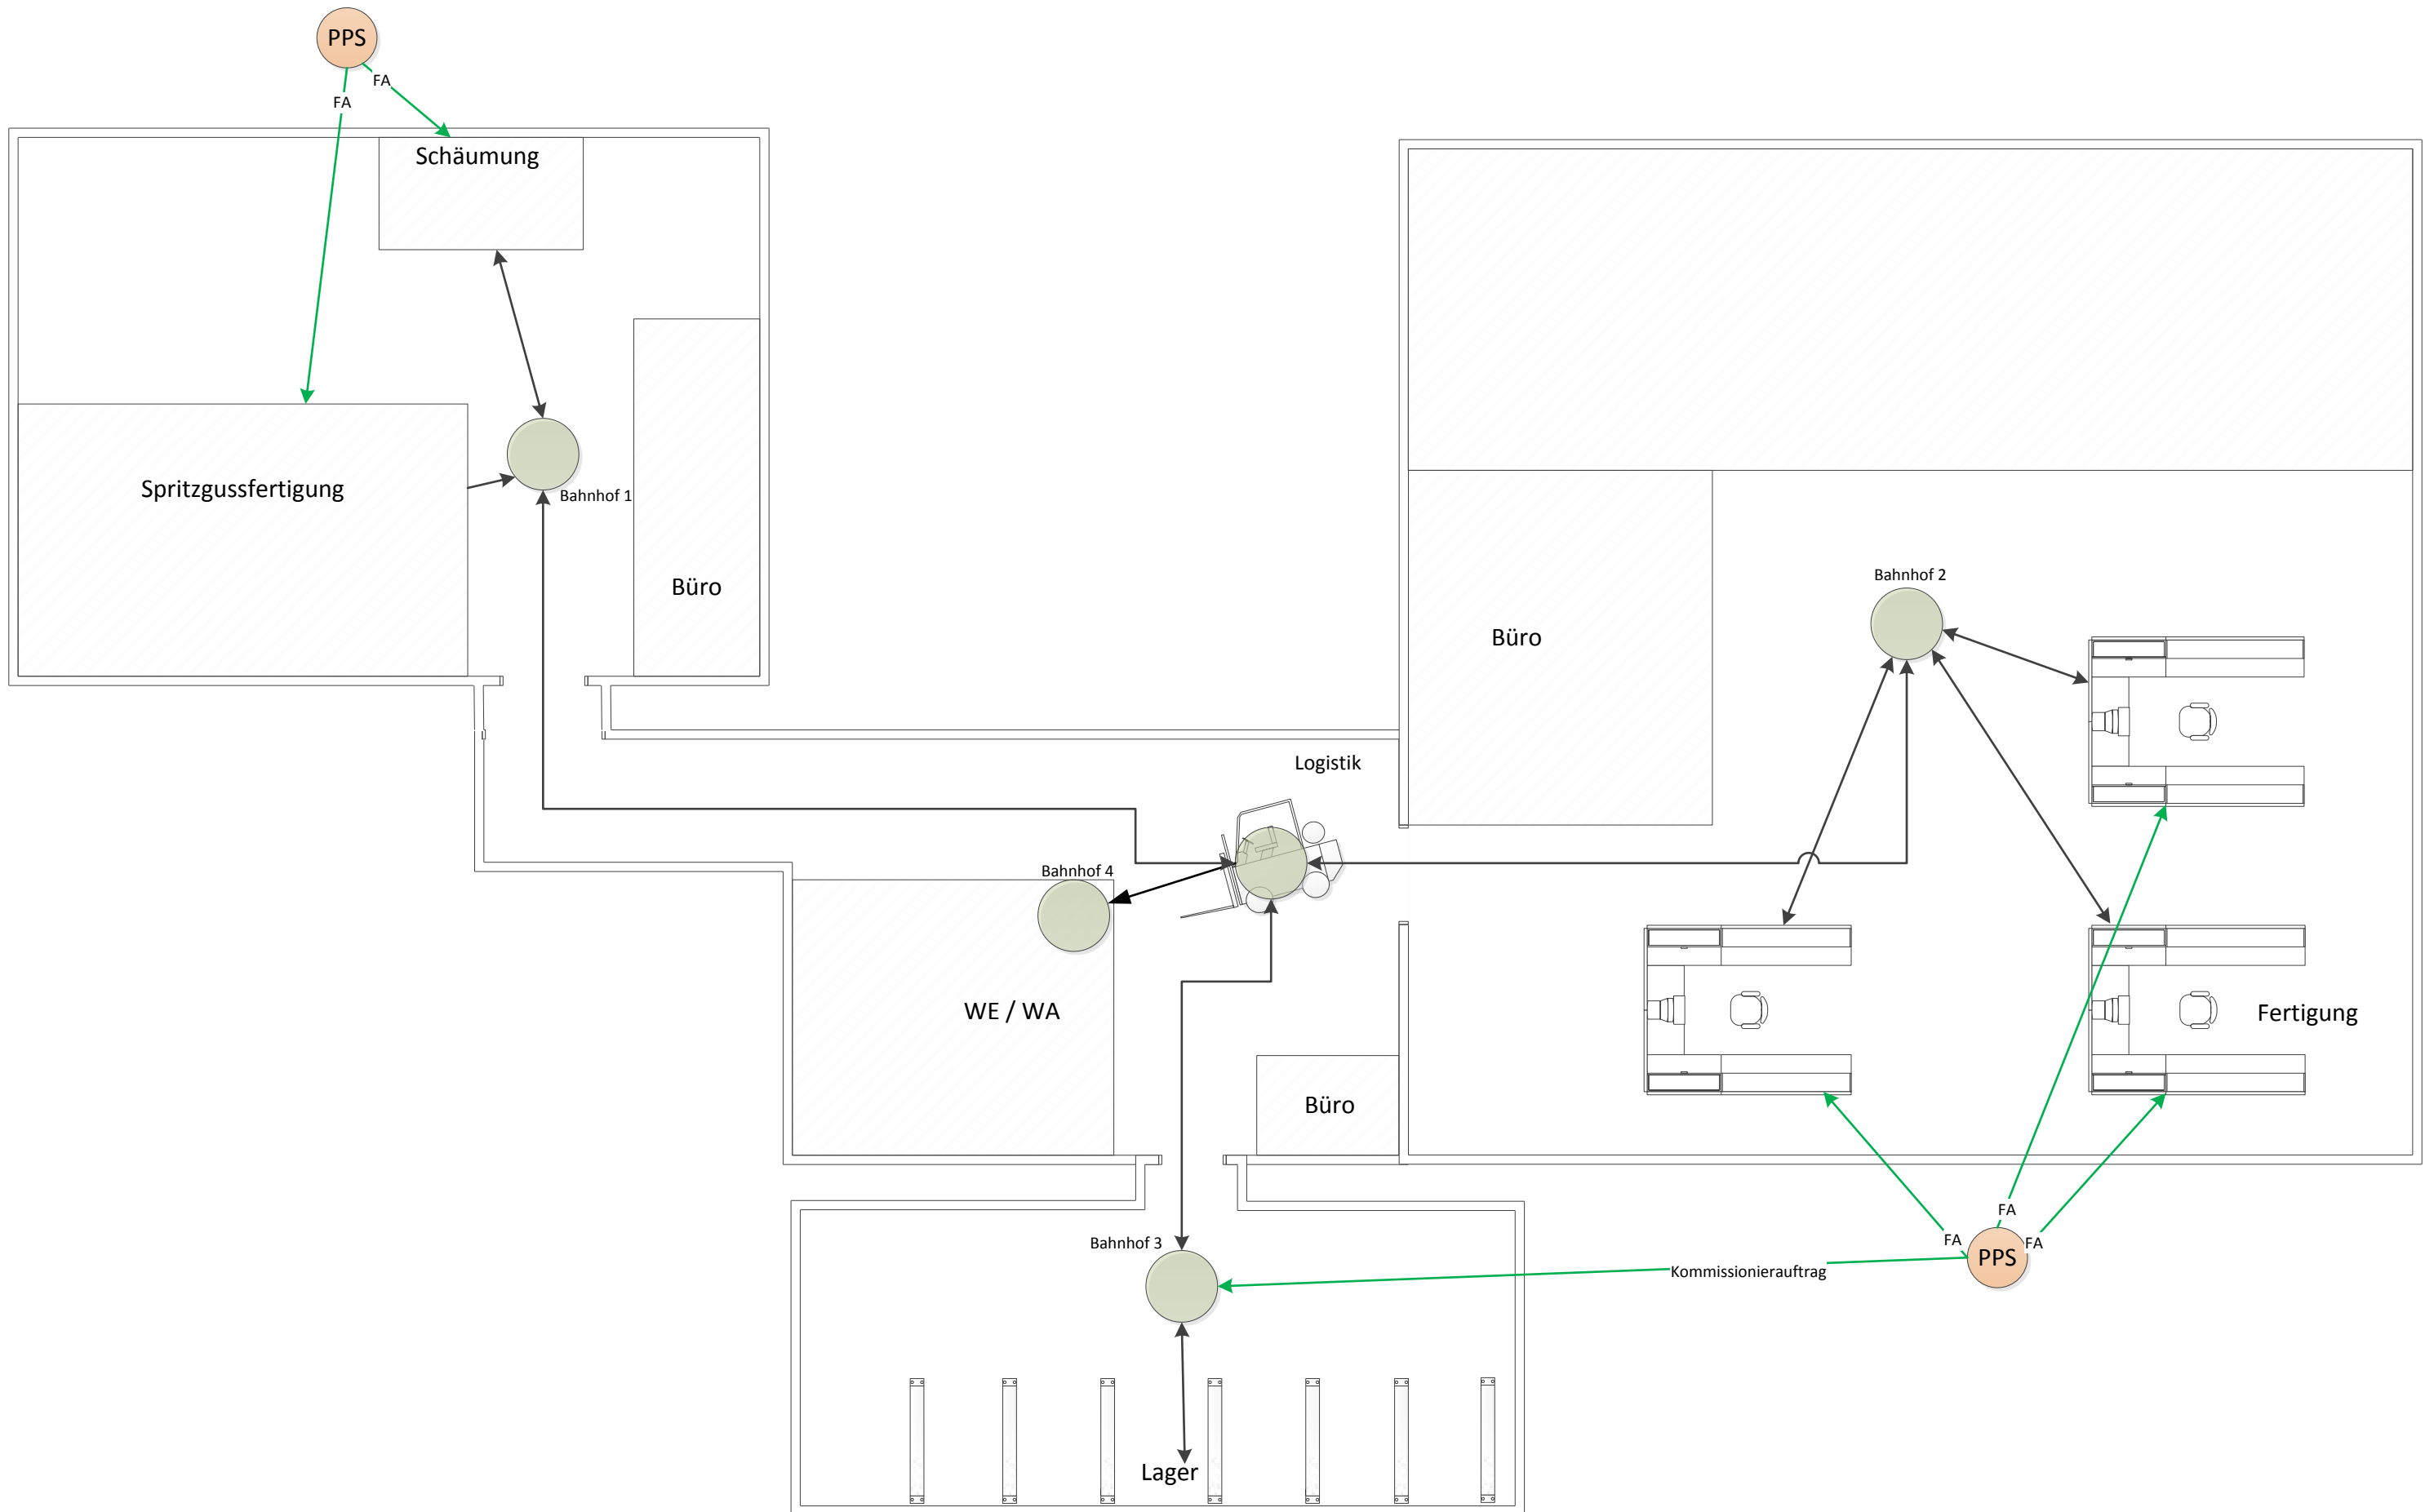 PPS
FA
FA
Schäumung
Spritzgussfertigung
Bahnhof 1
Büro
Büro
Bahnhof 2
Logistik
Bahnhof 4
WE / WA
Büro
Fertigung
Bahnhof 3
FA
FA
FA
PPS
Kommissionierauftrag
Lager